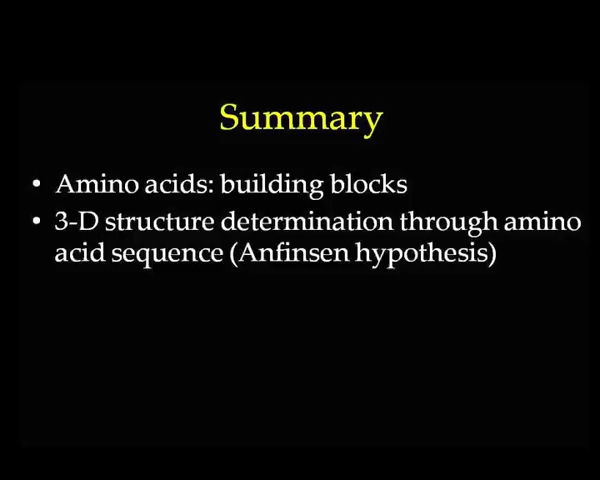 Summary
• Amino acids: building blocks
• 3-D structure determination through amino
acid sequence (Anfinsen hypothesis)